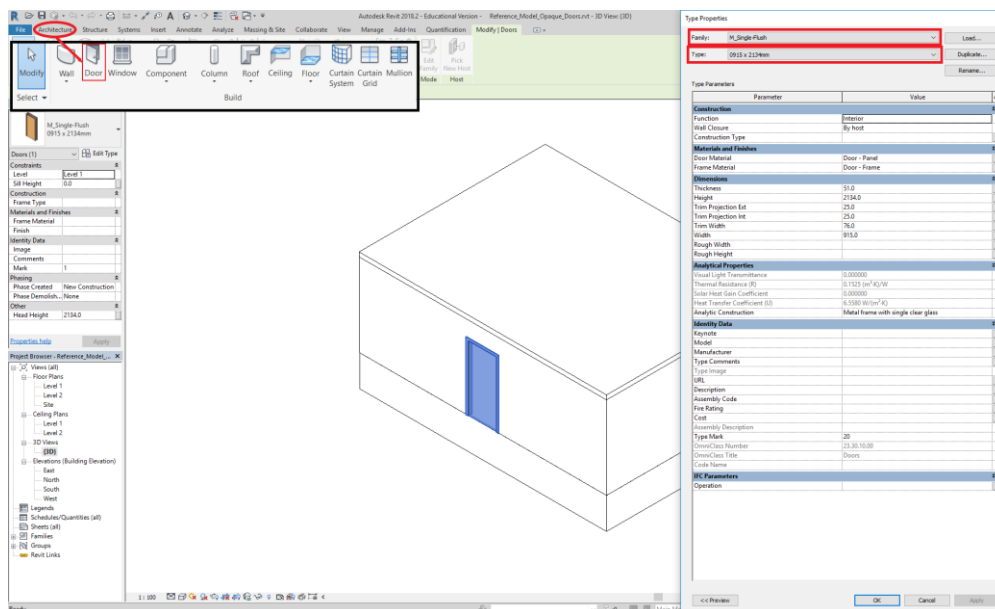 Autodesk Revit 2018.2 - Educational Version - Reference_Model_Opaque_Doors.rvt - 3D View: {3D}
File Architecture Structure Systems Insert Annotate Analyze Massing & Site Collaborate View Manage Add-Ins Quantification Modify | Doors
Modify Wall Door Window Component Column Roof Ceiling Floor Curtain System Curtain Grid Mullion
Edit Family Pick New Host
Select Build Mode Host
M_Single-Flush
0915 x 2134mm
Doors (1) Edit Type
Constraints
Level Level 1
Sill Height 0.0
Construction
Frame Type
Materials and Finishes
Frame Material
Finish
Identity Data
Image
Comments
Mark 1
Phasing
Phase Created New Construction
Phase Demolish... None
Other
Head Height 2134.0
Properties help Apply
Project Browser - Reference_Model_...
Views (all)
Floor Plans
Level 1
Level 2
Site
Ceiling Plans
Level 1
Level 2
3D Views
{3D}
Elevations (Building Elevation)
East
North
South
West
Legends
Schedules/Quantities (all)
Sheets (all)
Families
Groups
Revit Links
1 : 100
Ready
Type Properties
Family: M_Single-Flush Load...
Type: 0915 x 2134mm Duplicate...
Rename...
Type Parameters
Parameter Value
Construction
Function Interior
Wall Closure By host
Construction Type
Materials and Finishes
Door Material Door - Panel
Frame Material Door - Frame
Dimensions
Thickness 51.0
Height 2134.0
Trim Projection Ext 25.0
Trim Projection Int 25.0
Trim Width 76.0
Width 915.0
Rough Width
Rough Height
Analytical Properties
Visual Light Transmittance 0.000000
Thermal Resistance (R) 0.1525 (m²·K)/W
Solar Heat Gain Coefficient 0.000000
Heat Transfer Coefficient (U) 6.5580 W/(m²·K)
Analytic Construction Metal frame with single clear glass
Identity Data
Keynote
Model
Manufacturer
Type Comments
Type Image
URL
Description
Assembly Code
Fire Rating
Cost
Assembly Description
Type Mark 20
OmniClass Number 23.30.10.00
OmniClass Title Doors
Code Name
IFC Parameters
Operation
<< Preview OK Cancel Apply